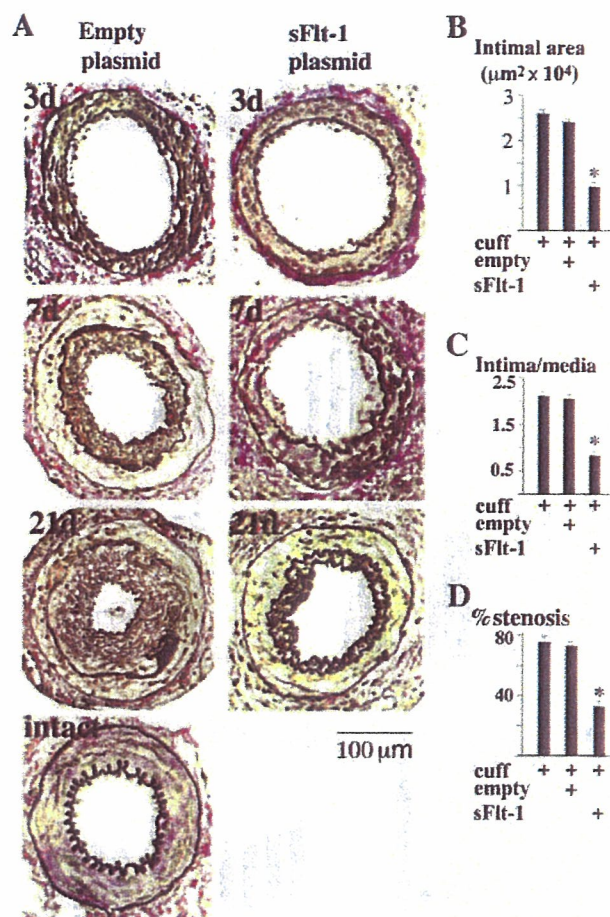 A
Empty
plasmid
sFlt-1
plasmid
3d
3d
7d
7d
21d
21d
intact
100 µm
B
Intimal area
(µm² x 10⁴)
3
2
1
cuff + + +
empty +
sFlt-1 +
*
C
Intima/media
2.5
1.5
0.5
*
cuff + + +
empty +
sFlt-1 +
D
% stenosis
80
40
*
cuff + + +
empty +
sFlt-1 +